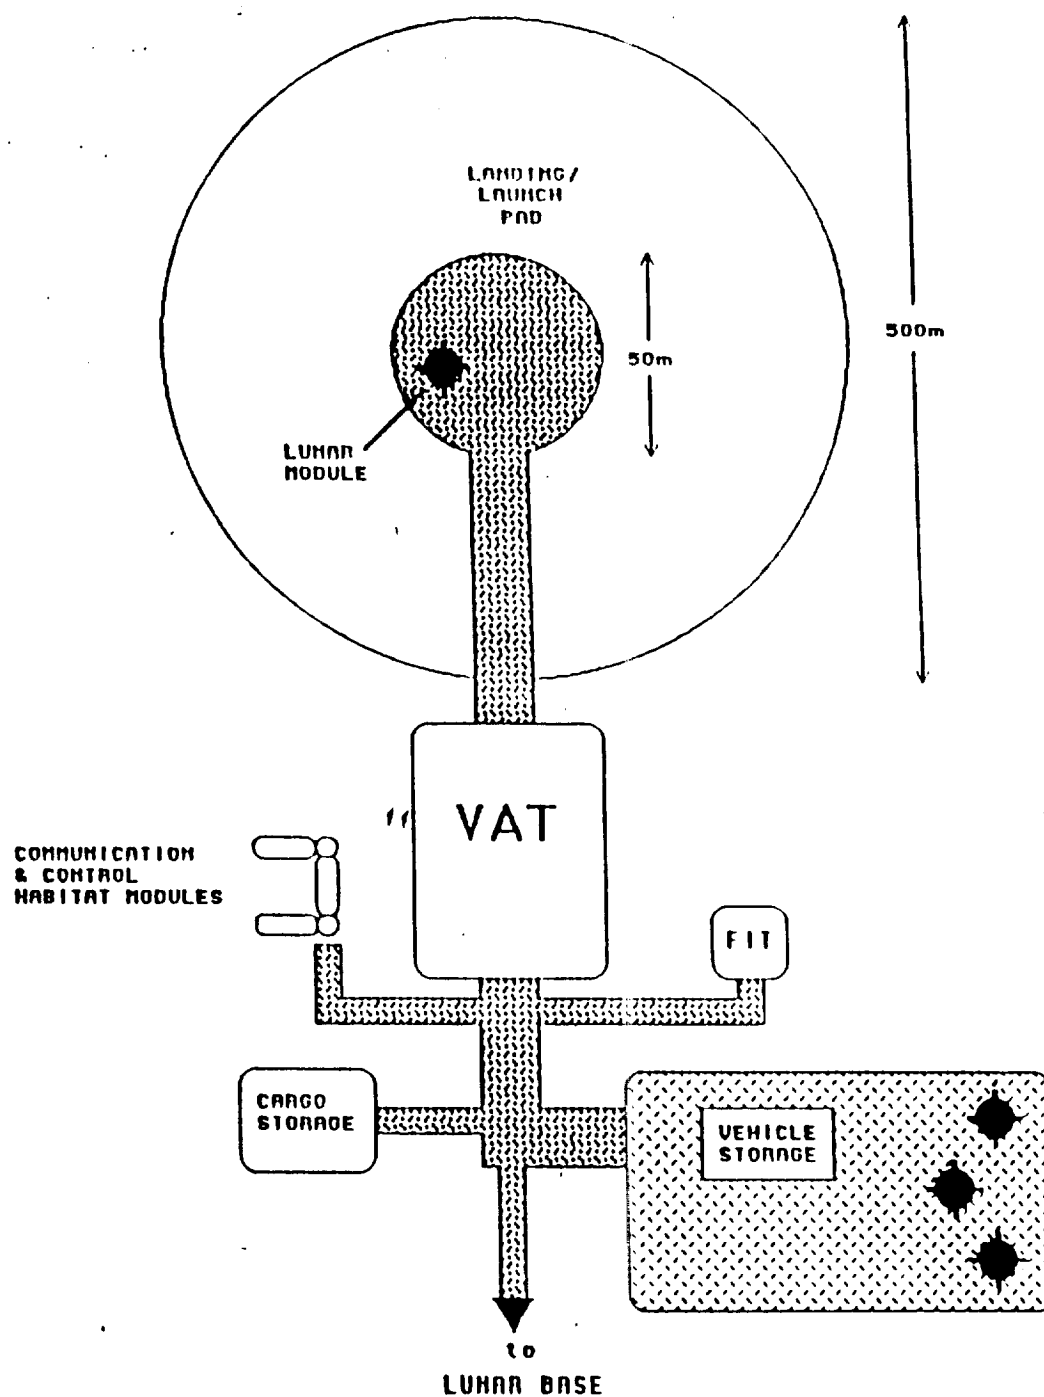 LANDING/
LAUNCH
PAD
500m
50m
LUNAR
MODULE
VAT
COMMUNICATION
& CONTROL
HABITAT MODULES
FIT
CARGO
STORAGE
VEHICLE
STORAGE
to
LUNAR BASE